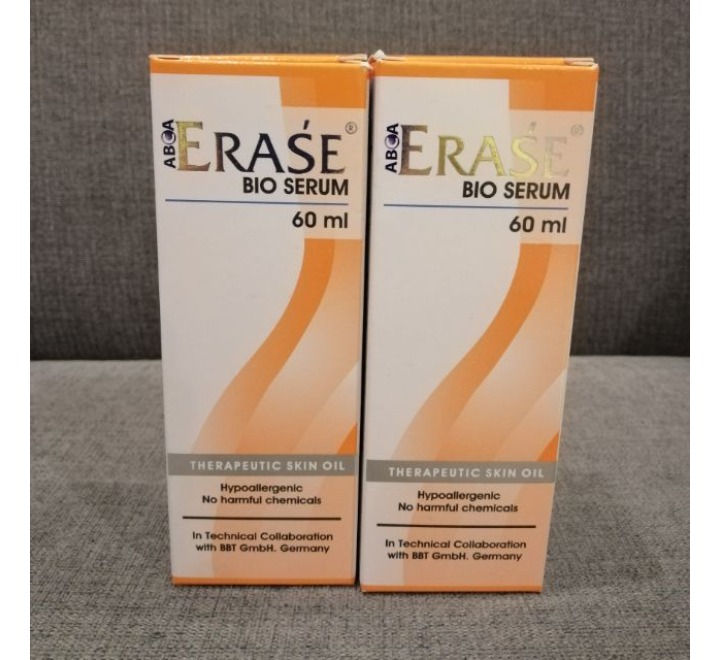 ABCA
ERAŚE®
BIO SERUM
60 ml
THERAPEUTIC SKIN OIL
Hypoallergenic
No harmful chemicals
In Technical Collaboration
with BBT GmbH. Germany
ABCA
ERAŚE®
BIO SERUM
60 ml
THERAPEUTIC SKIN OIL
Hypoallergenic
No harmful chemicals
In Technical Collaboration
with BBT GmbH. Germany